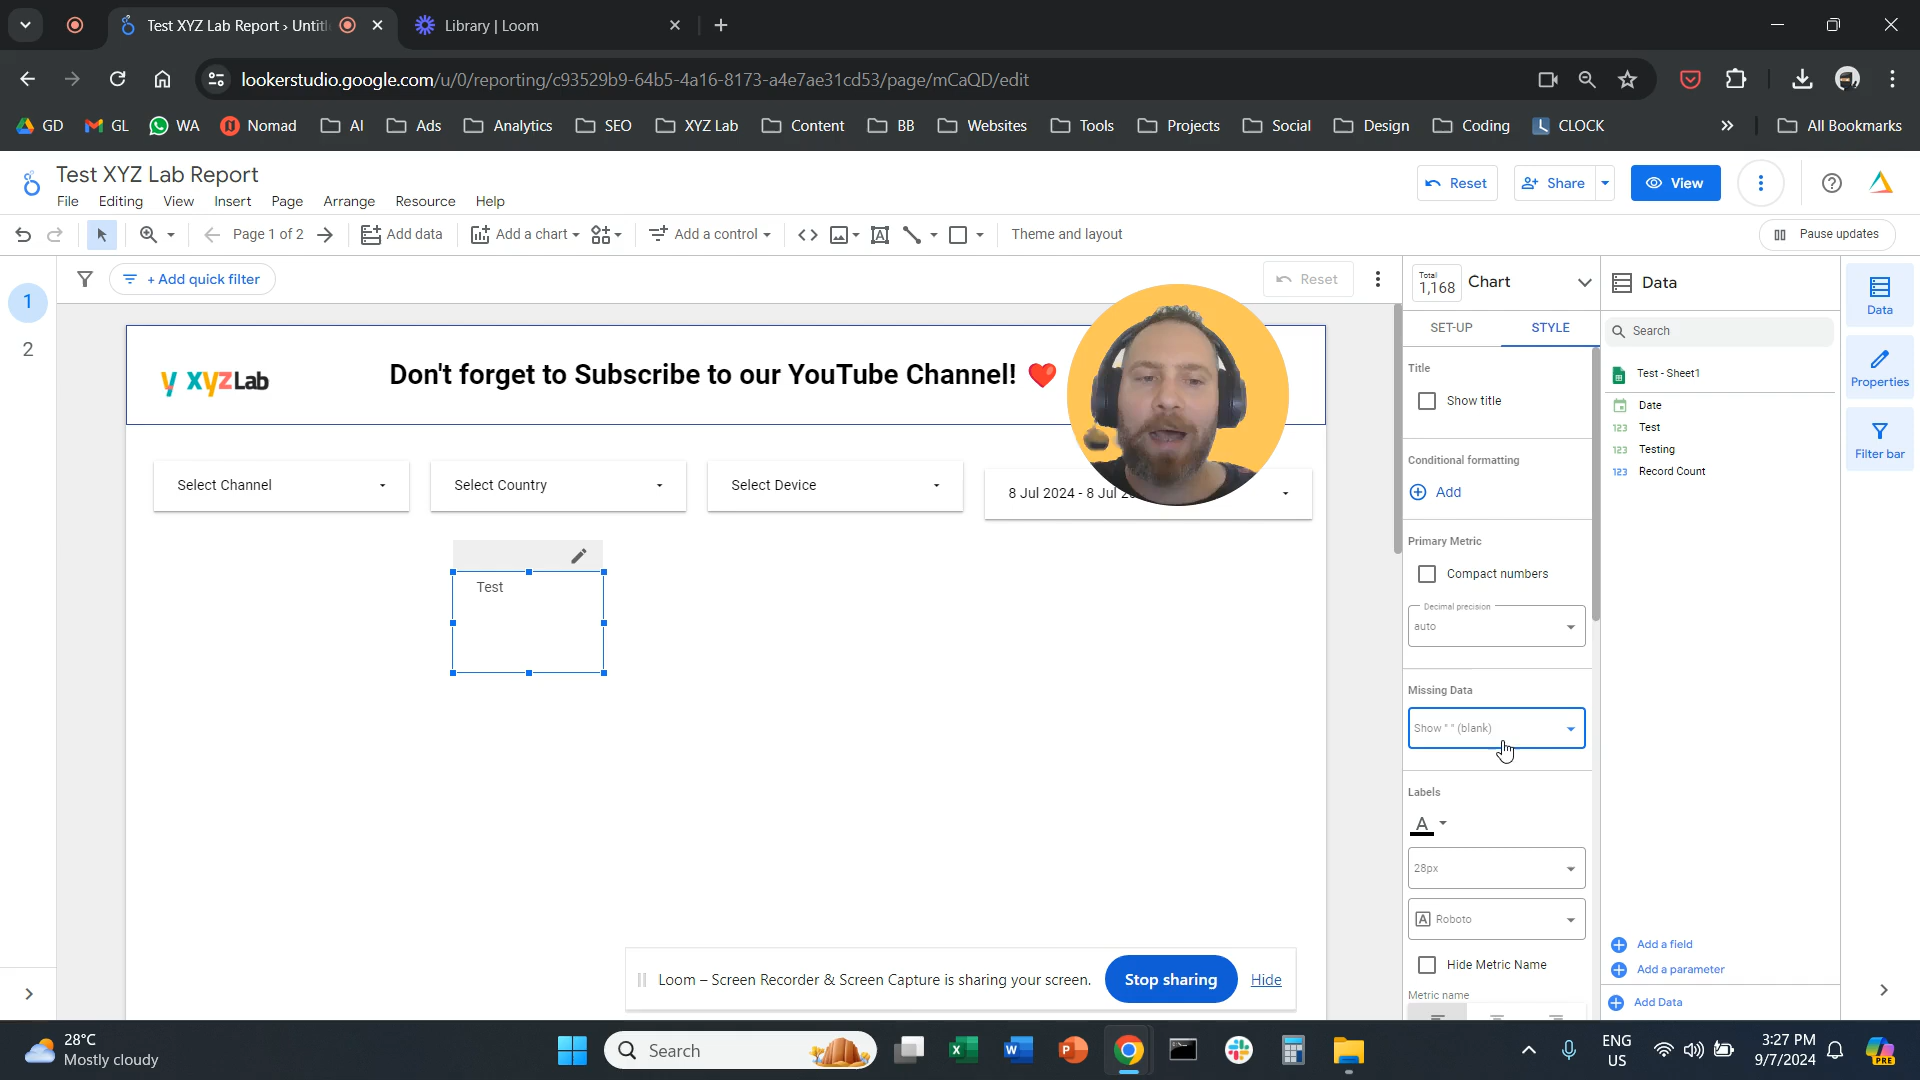 Test XYZ Lab Report › Untitl
Library | Loom
lookerstudio.google.com/u/0/reporting/c93529b9-64b5-4a16-8173-a4e7ae31cd53/page/mCaQD/edit
GD
GL
WA
Nomad
AI
Ads
Analytics
SEO
XYZ Lab
Content
BB
Websites
Tools
Projects
Social
Design
Coding
CLOCK
All Bookmarks
Test XYZ Lab Report
File Editing View Insert Page Arrange Resource Help
Reset
Share
View
Page 1 of 2
Add data
Add a chart
Add a control
Theme and layout
Pause updates
1
2
+ Add quick filter
Reset
y XYZLab
Don't forget to Subscribe to our YouTube Channel! ❤️
Select Channel
Select Country
Select Device
8 Jul 2024 - 8 Jul 20
Test
Total
1,168
Chart
SET-UP
STYLE
Title
Show title
Conditional formatting
Add
Primary Metric
Compact numbers
Decimal precision
auto
Missing Data
Show " " (blank)
Labels
A
28px
A Roboto
Hide Metric Name
Metric name
Data
Search
Test - Sheet1
Date
123 Test
123 Testing
123 Record Count
Add a field
Add a parameter
Add Data
Data
Properties
Filter bar
Loom – Screen Recorder & Screen Capture is sharing your screen.
Stop sharing
Hide
28°C
Mostly cloudy
Search
ENG
US
3:27 PM
9/7/2024
PRE